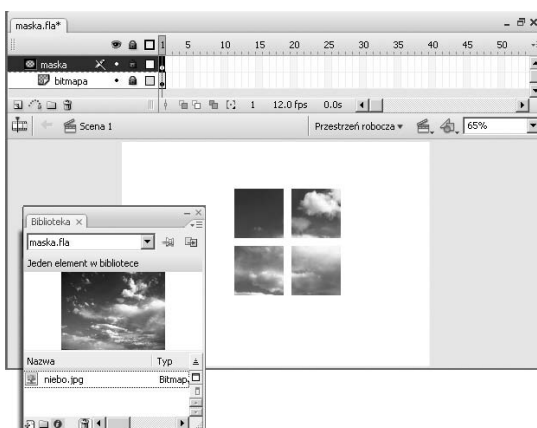 maska.fla*
1 5 10 15 20 25 30 35 40 45 50
maska
bitmapa
1 12.0 fps 0.0s
Scena 1 Przestrzeń robocza 65%
Biblioteka
maska.fla
Jeden element w bibliotece
Nazwa Typ
niebo.jpg Bitmap